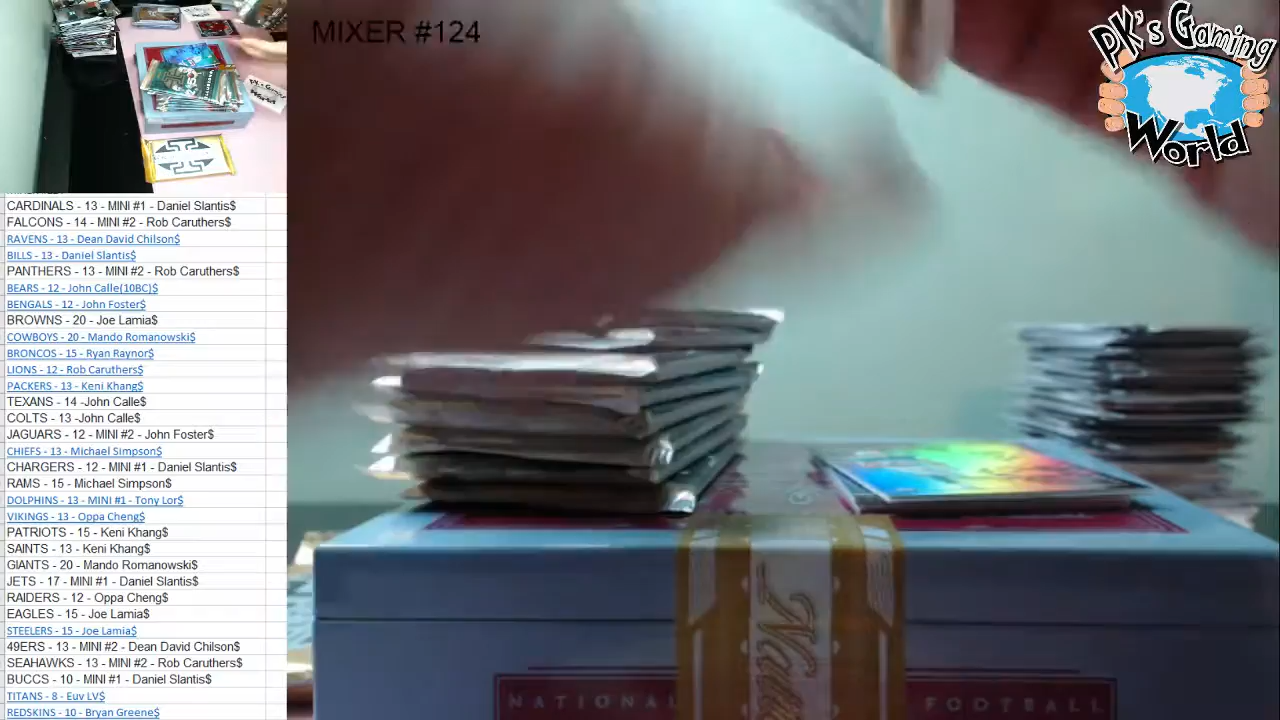 MIXER #124
PK's Gaming
World
CARDINALS - 13 - MINI #1 - Daniel Slantis$
FALCONS - 14 - MINI #2 - Rob Caruthers$
RAVENS - 13 - Dean David Chilson$
BILLS - 13 - Daniel Slantis$
PANTHERS - 13 - MINI #2 - Rob Caruthers$
BEARS - 12 - John Calle(10BC)$
BENGALS - 12 - John Foster$
BROWNS - 20 - Joe Lamia$
COWBOYS - 20 - Mando Romanowski$
BRONCOS - 15 - Ryan Raynor$
LIONS - 12 - Rob Caruthers$
PACKERS - 13 - Keni Khang$
TEXANS - 14 -John Calle$
COLTS - 13 -John Calle$
JAGUARS - 12 - MINI #2 - John Foster$
CHIEFS - 13 - Michael Simpson$
CHARGERS - 12 - MINI #1 - Daniel Slantis$
RAMS - 15 - Michael Simpson$
DOLPHINS - 13 - MINI #1 - Tony Lor$
VIKINGS - 13 - Oppa Cheng$
PATRIOTS - 15 - Keni Khang$
SAINTS - 13 - Keni Khang$
GIANTS - 20 - Mando Romanowski$
JETS - 17 - MINI #1 - Daniel Slantis$
RAIDERS - 12 - Oppa Cheng$
EAGLES - 15 - Joe Lamia$
STEELERS - 15 - Joe Lamia$
49ERS - 13 - MINI #2 - Dean David Chilson$
SEAHAWKS - 13 - MINI #2 - Rob Caruthers$
BUCCS - 10 - MINI #1 - Daniel Slantis$
TITANS - 8 - Euv LV$
REDSKINS - 10 - Bryan Greene$
NATIONAL FOOTBALL